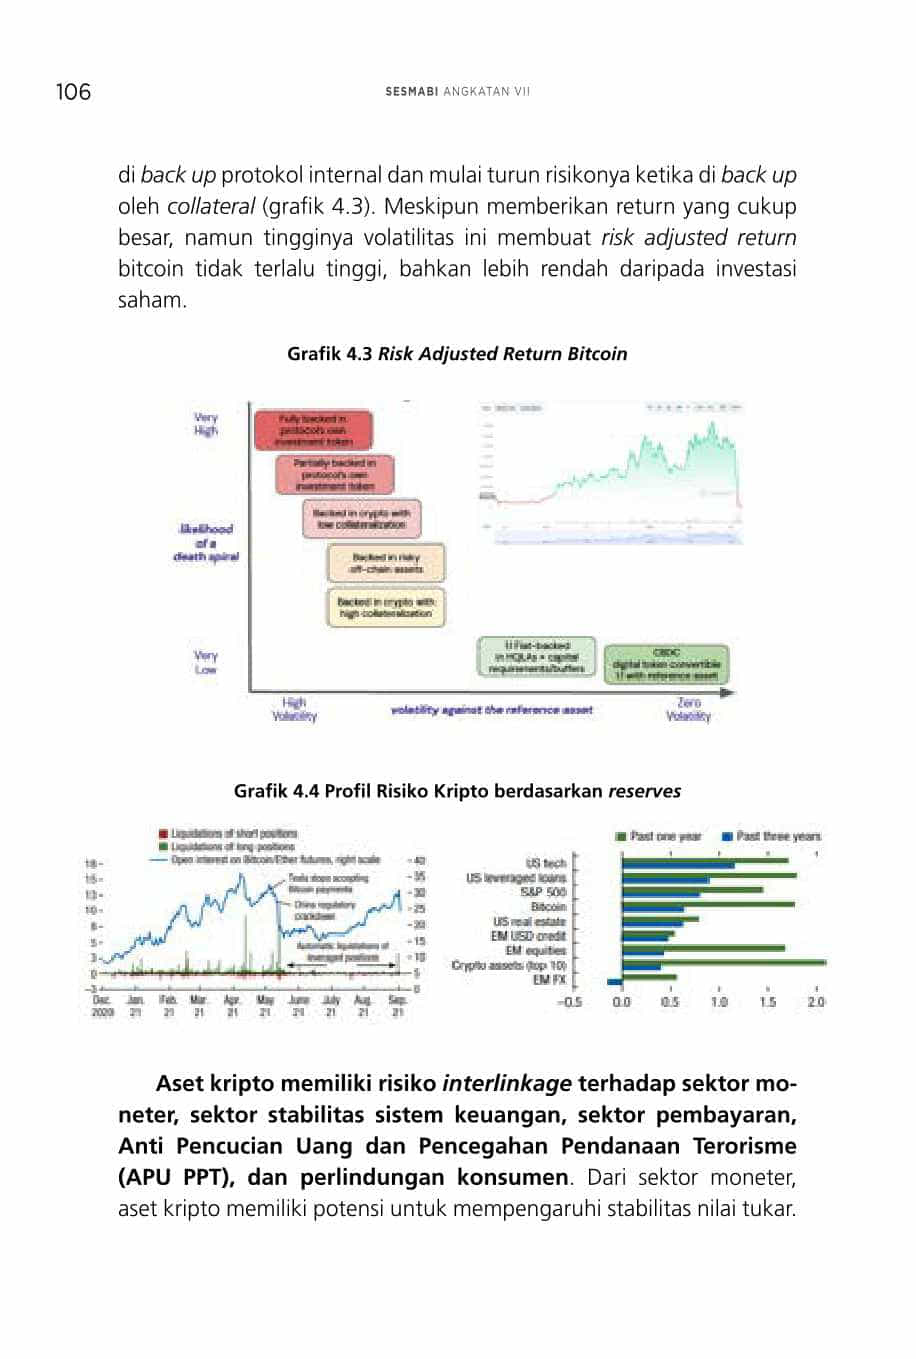 106
SESMABI ANGKATAN VII
di back up protokol internal dan mulai turun risikonya ketika di back up
oleh collateral (grafik 4.3). Meskipun memberikan return yang cukup
besar, namun tingginya volatilitas ini membuat risk adjusted return
bitcoin tidak terlalu tinggi, bahkan lebih rendah daripada investasi
saham.
Grafik 4.3 Risk Adjusted Return Bitcoin
Very
High
Fully backed in
protocol's own
investment token
Partially backed in
protocol's own
investment token
Backed in crypto with
low collateralization
likelihood
of a
death spiral
Backed in risky
off-chain assets
Backed in crypto with
high collateralization
Very
Low
1:1 Fiat-backed
in HQLAs + capital
requirements/buffers
CBDC
digital token convertible
1:1 with reference asset
High
Volatility
volatility against the reference asset
Zero
Volatility
Grafik 4.4 Profil Risiko Kripto berdasarkan reserves
Liquidations of short positions
Liquidations of long positions
Open interest on Bitcoin/Ether futures, right scale
18
15
13
10
8
5
3
0
-3
40
35
30
25
20
15
10
5
0
Tesla stops accepting
Bitcoin payments
China regulatory
crackdown
Automatic liquidations of
leveraged positions
Dec. Jan. Feb. Mar. Apr. May June July Aug. Sep.
2020 21 21 21 21 21 21 21 21 21
Past one year Past three years
US tech
US leveraged loans
S&P 500
Bitcoin
US real estate
EM USD credit
EM equities
Crypto assets (top 10)
EM FX
-0.5 0.0 0.5 1.0 1.5 2.0
Aset kripto memiliki risiko interlinkage terhadap sektor mo-
neter, sektor stabilitas sistem keuangan, sektor pembayaran,
Anti Pencucian Uang dan Pencegahan Pendanaan Terorisme
(APU PPT), dan perlindungan konsumen. Dari sektor moneter,
aset kripto memiliki potensi untuk mempengaruhi stabilitas nilai tukar.